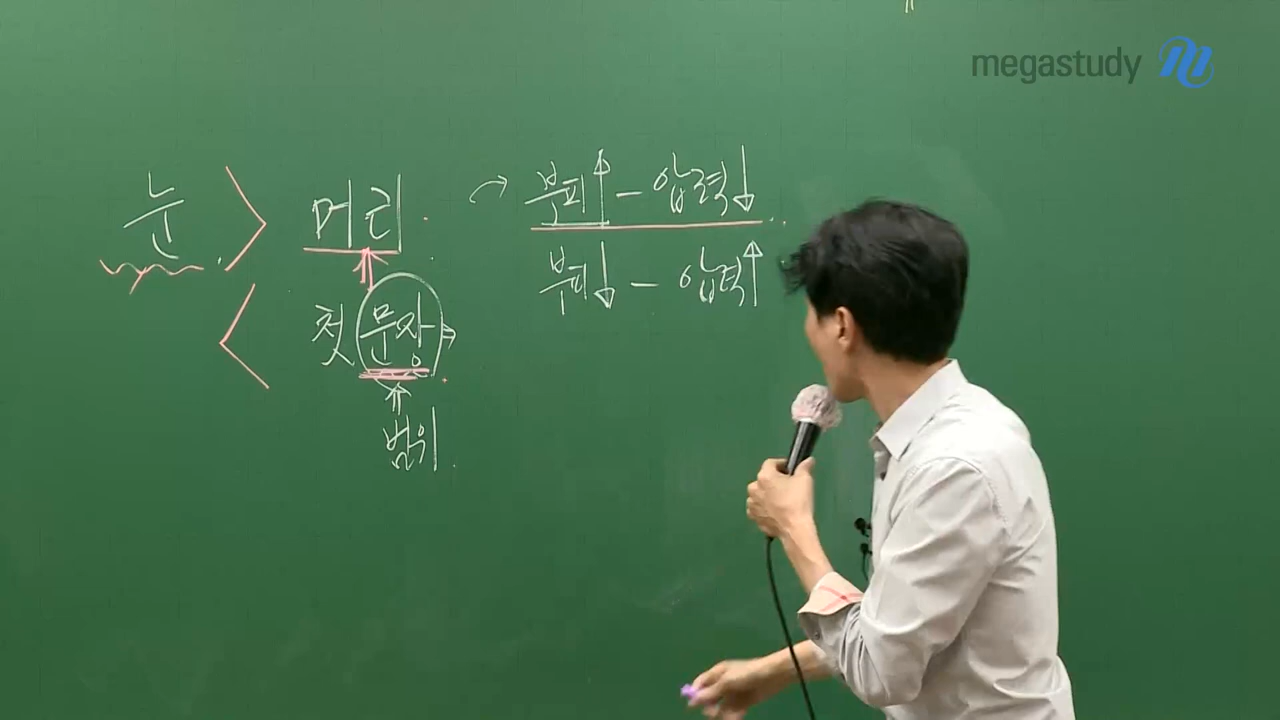 megastudy
눈 > 머리 → 부피↑ - 압력↓
부피↓ - 압력↑
< 첫 문장 ⇒
⇑
범위